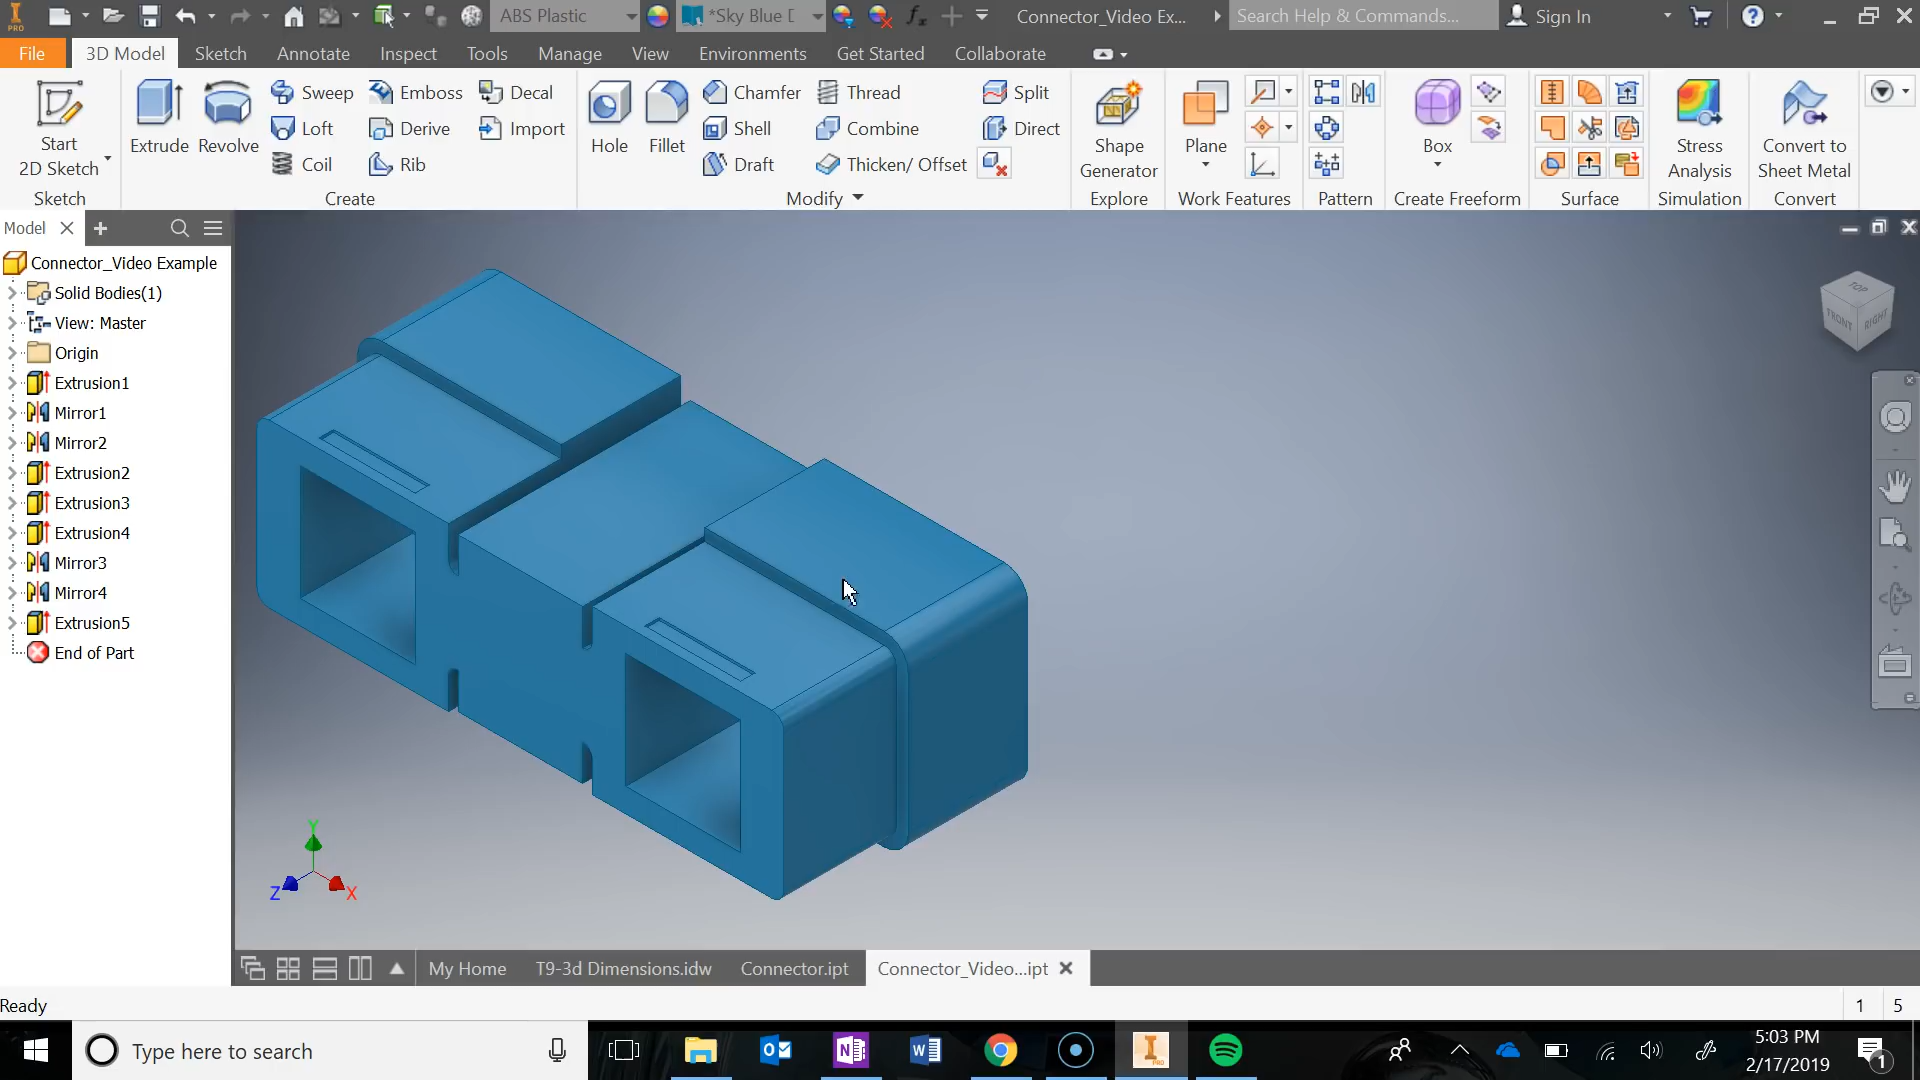 PRO
ABS Plastic
*Sky Blue D
Connector_Video Ex...
Search Help & Commands...
Sign In
File
3D Model
Sketch
Annotate
Inspect
Tools
Manage
View
Environments
Get Started
Collaborate
Start
2D Sketch
Extrude
Revolve
Sweep
Loft
Coil
Emboss
Derive
Rib
Decal
Import
Hole
Fillet
Chamfer
Shell
Draft
Thread
Combine
Thicken/ Offset
Split
Direct
Shape
Generator
Plane
Box
Stress
Analysis
Convert to
Sheet Metal
Sketch
Create
Modify
Explore
Work Features
Pattern
Create Freeform
Surface
Simulation
Convert
Model
Connector_Video Example
Solid Bodies(1)
View: Master
Origin
Extrusion1
Mirror1
Mirror2
Extrusion2
Extrusion3
Extrusion4
Mirror3
Mirror4
Extrusion5
End of Part
TOP
FRONT
RIGHT
Y
Z
X
My Home
T9-3d Dimensions.idw
Connector.ipt
Connector_Video...ipt
Ready
1
5
Type here to search
5:03 PM
2/17/2019
1